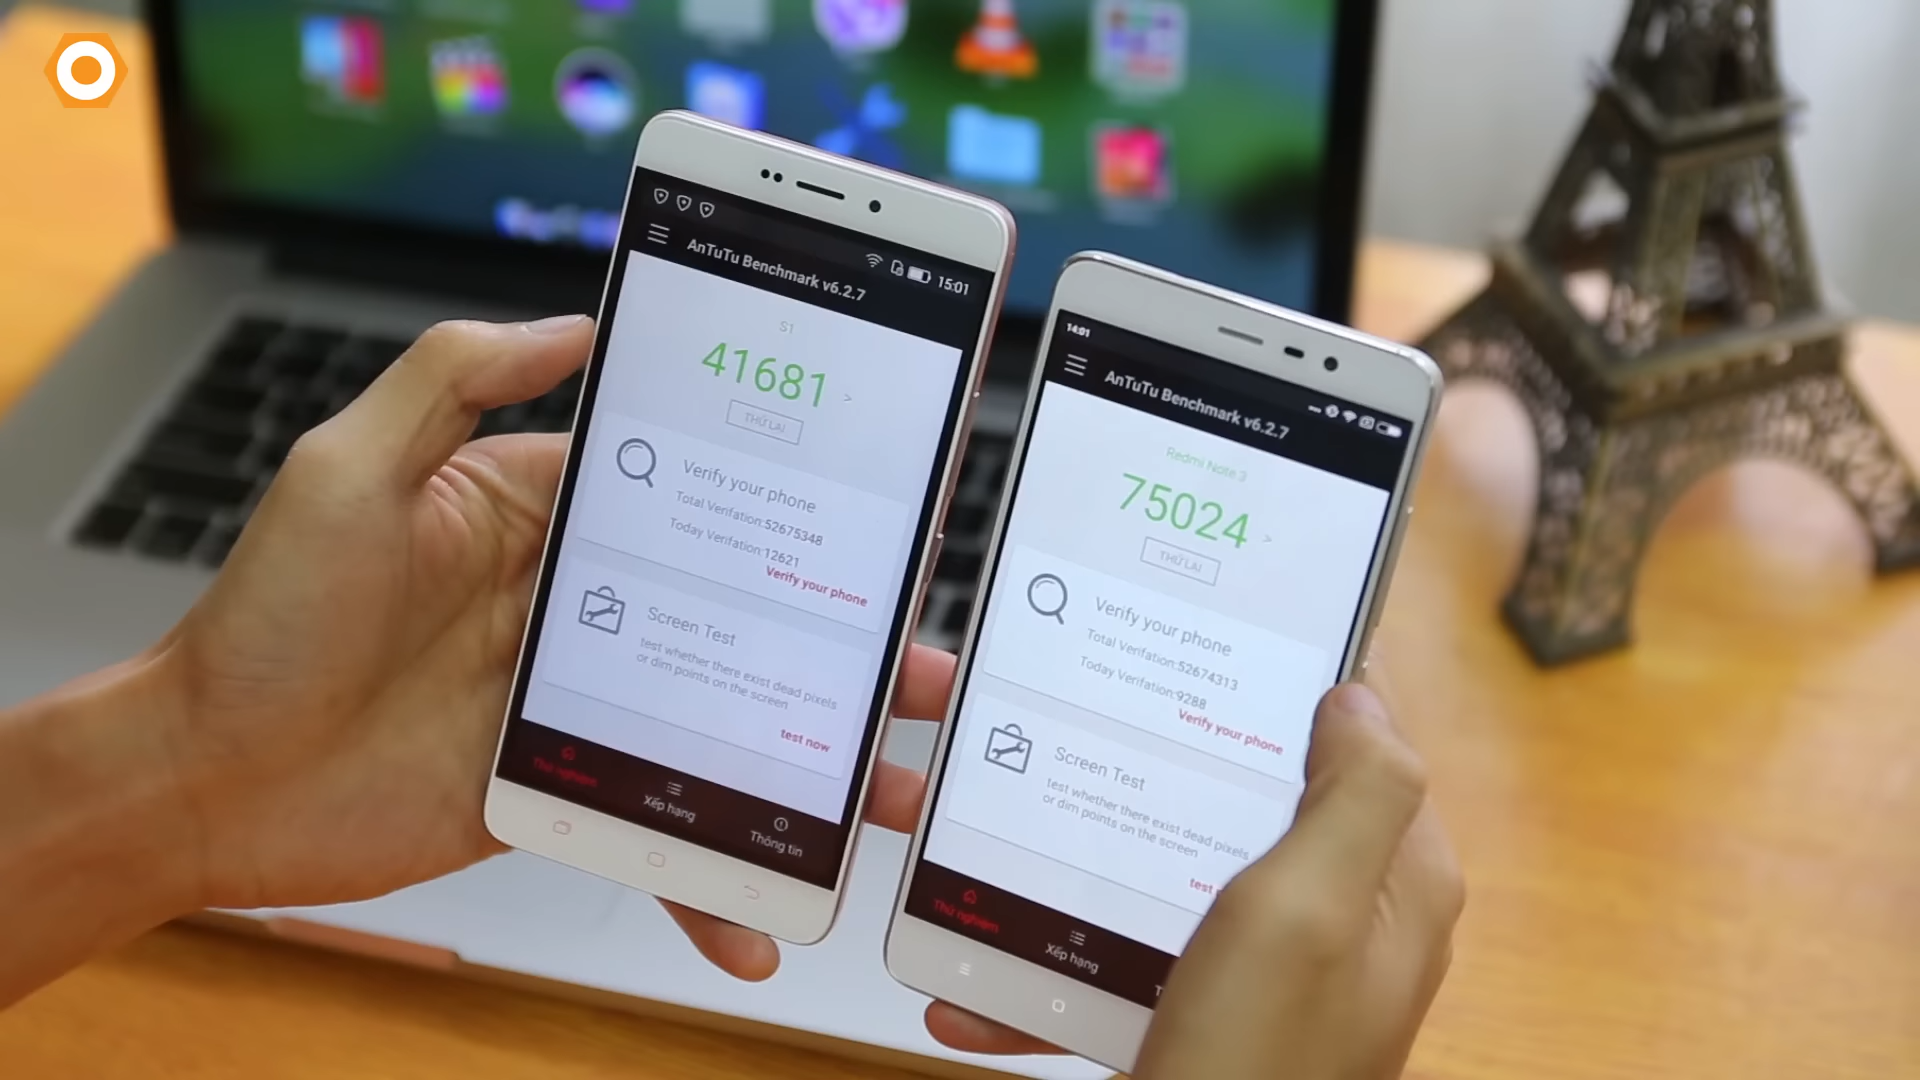 15:01
AnTuTu Benchmark v6.2.7
S1
41681 >
THỬ LẠI
Verify your phone
Total Verifation:52675348
Today Verifation:12621
Verify your phone
Screen Test
test whether there exist dead pixels
or dim points on the screen
test now
Thử nghiệm
Xếp hạng
Thông tin
14:01
AnTuTu Benchmark v6.2.7
Redmi Note 3
75024 >
THỬ LẠI
Verify your phone
Total Verifation:52674313
Today Verifation:9288
Verify your phone
Screen Test
test whether there exist dead pixels
or dim points on the screen
test
Thử nghiệm
Xếp hạng
T